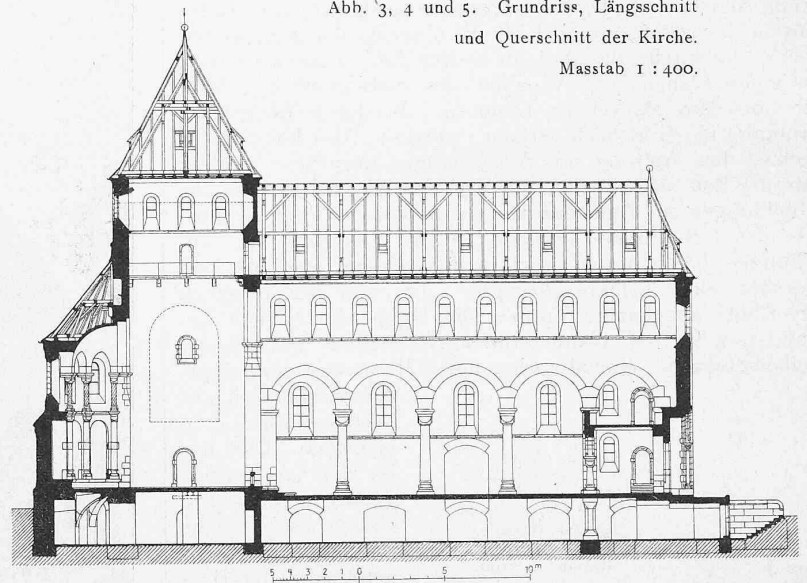 Abb. 3, 4 und 5. Grundriss, Längsschnitt
und Querschnitt der Kirche.
Masstab 1 : 400.
5 4 3 2 1 0 5 10m